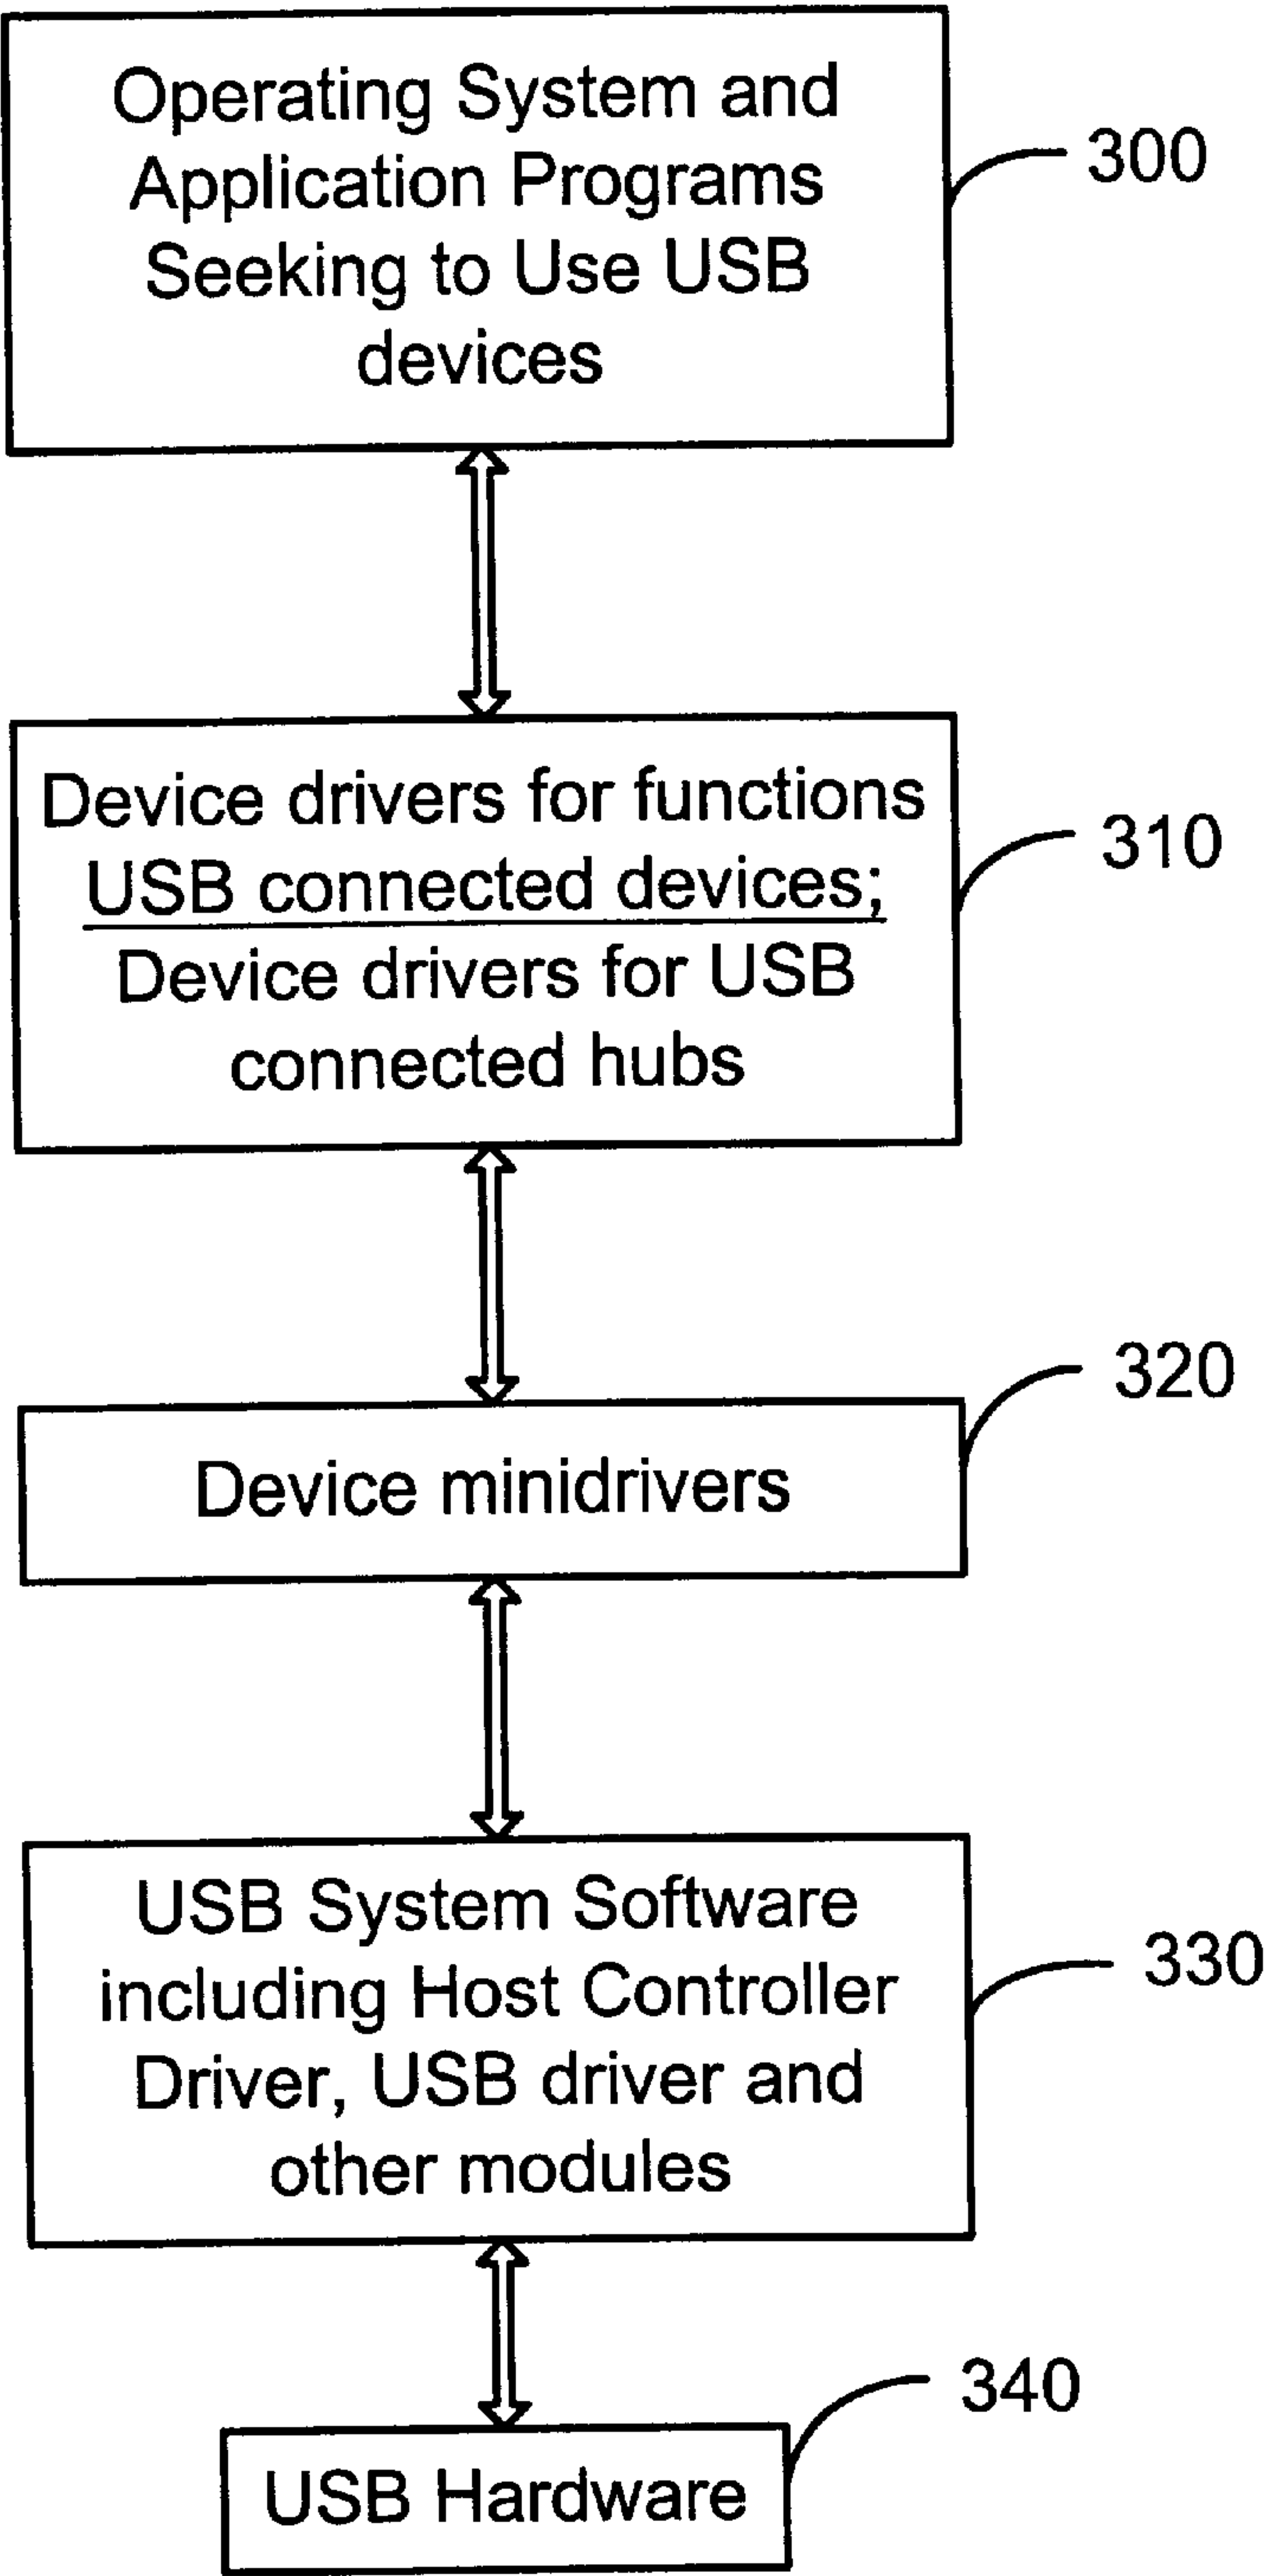 Operating System and
Application Programs
Seeking to Use USB
devices
300
Device drivers for functions
USB connected devices;
Device drivers for USB
connected hubs
310
320
Device minidrivers
USB System Software
including Host Controller
Driver, USB driver and
other modules
330
340
USB Hardware